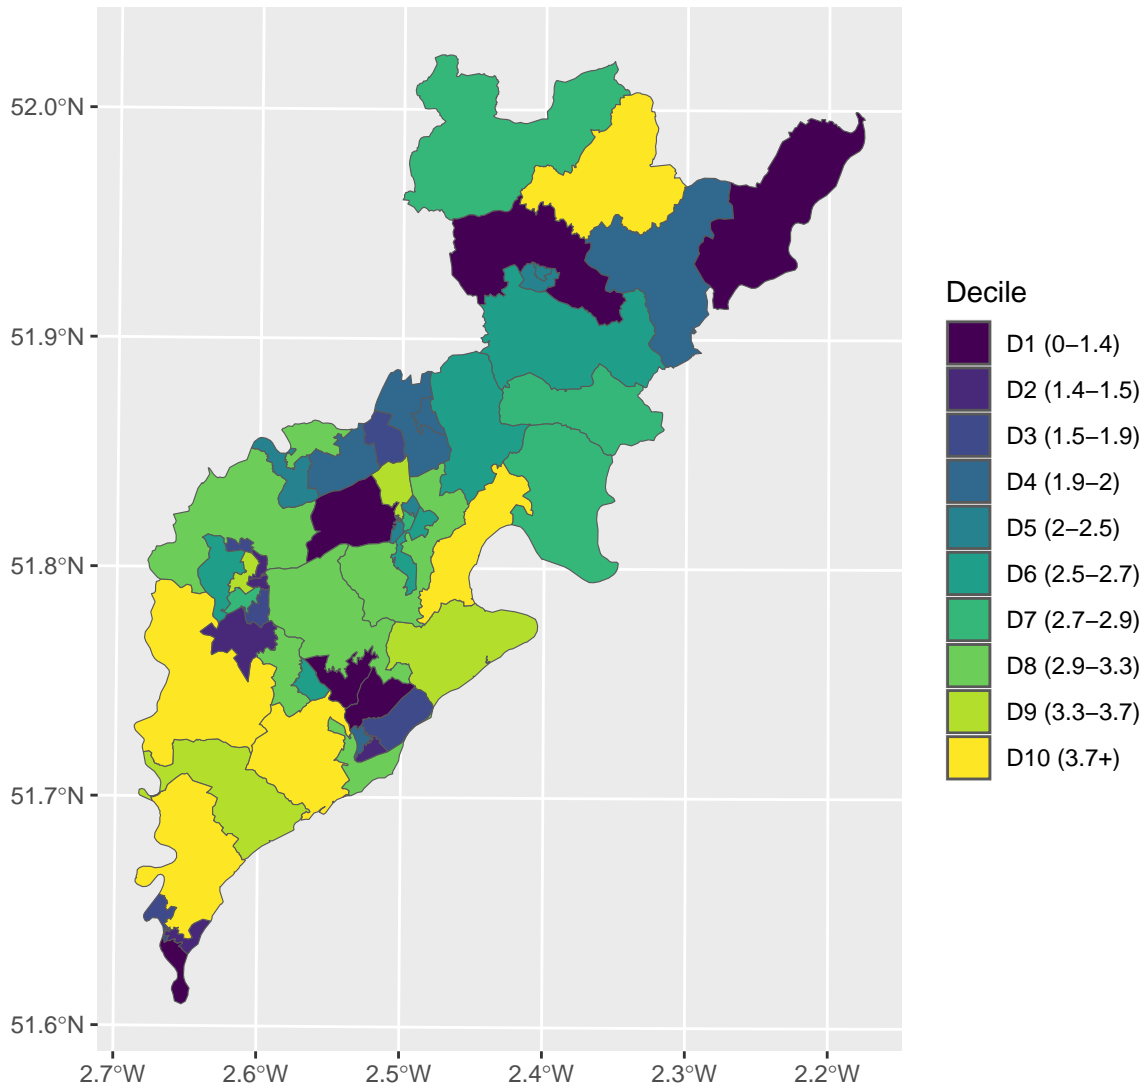 52.0°N
51.9°N
51.8°N
51.7°N
51.6°N
2.7°W
2.6°W
2.5°W
2.4°W
2.3°W
2.2°W
Decile
D1 (0−1.4)
D2 (1.4−1.5)
D3 (1.5−1.9)
D4 (1.9−2)
D5 (2−2.5)
D6 (2.5−2.7)
D7 (2.7−2.9)
D8 (2.9−3.3)
D9 (3.3−3.7)
D10 (3.7+)